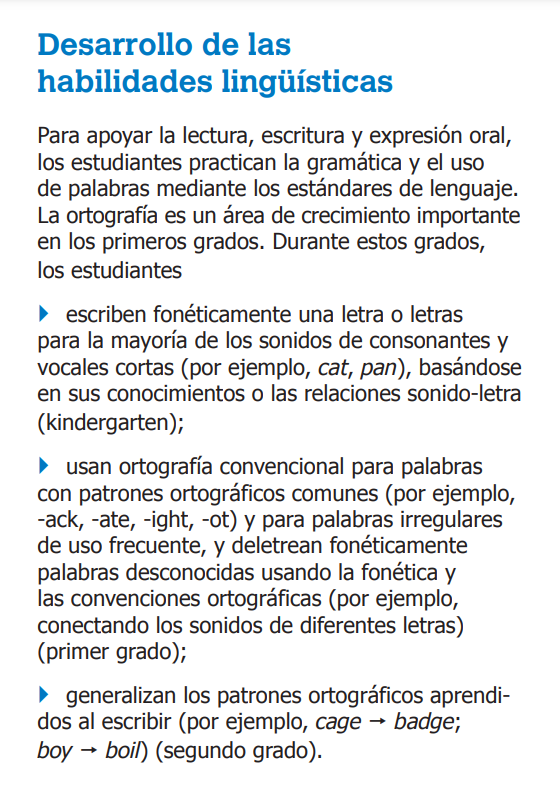 Desarrollo de las
habilidades lingüísticas
Para apoyar la lectura, escritura y expresión oral,
los estudiantes practican la gramática y el uso
de palabras mediante los estándares de lenguaje.
La ortografía es un área de crecimiento importante
en los primeros grados. Durante estos grados,
los estudiantes
▶ escriben fonéticamente una letra o letras
para la mayoría de los sonidos de consonantes y
vocales cortas (por ejemplo, cat, pan), basándose
en sus conocimientos o las relaciones sonido-letra
(kindergarten);
▶ usan ortografía convencional para palabras
con patrones ortográficos comunes (por ejemplo,
-ack, -ate, -ight, -ot) y para palabras irregulares
de uso frecuente, y deletrean fonéticamente
palabras desconocidas usando la fonética y
las convenciones ortográficas (por ejemplo,
conectando los sonidos de diferentes letras)
(primer grado);
▶ generalizan los patrones ortográficos aprendi-
dos al escribir (por ejemplo, cage → badge;
boy → boil) (segundo grado).